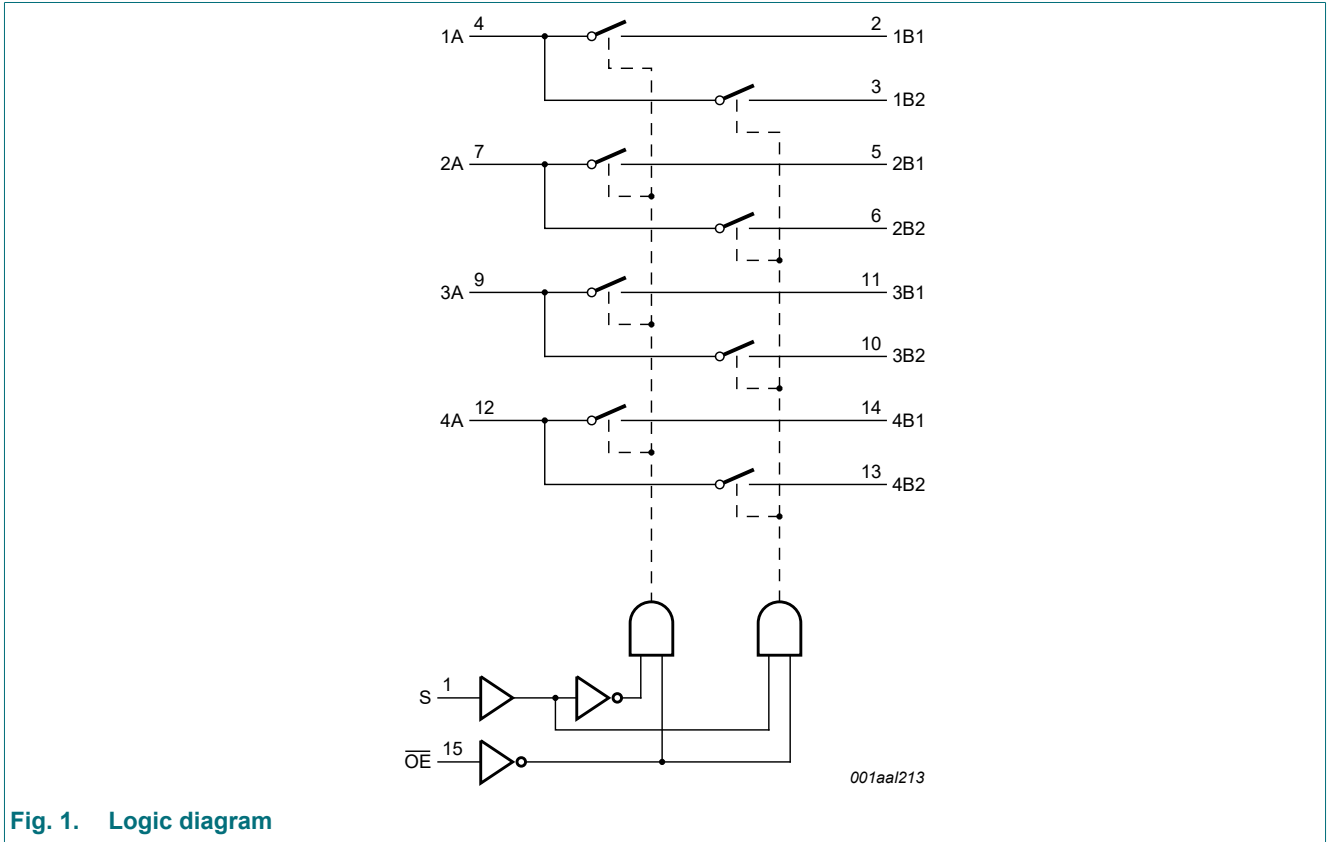 1A 4 2 1B1
3 1B2
2A 7 5 2B1
6 2B2
3A 9 11 3B1
10 3B2
4A 12 14 4B1
13 4B2
S 1
O̅E̅ 15
001aal213
Fig. 1. Logic diagram